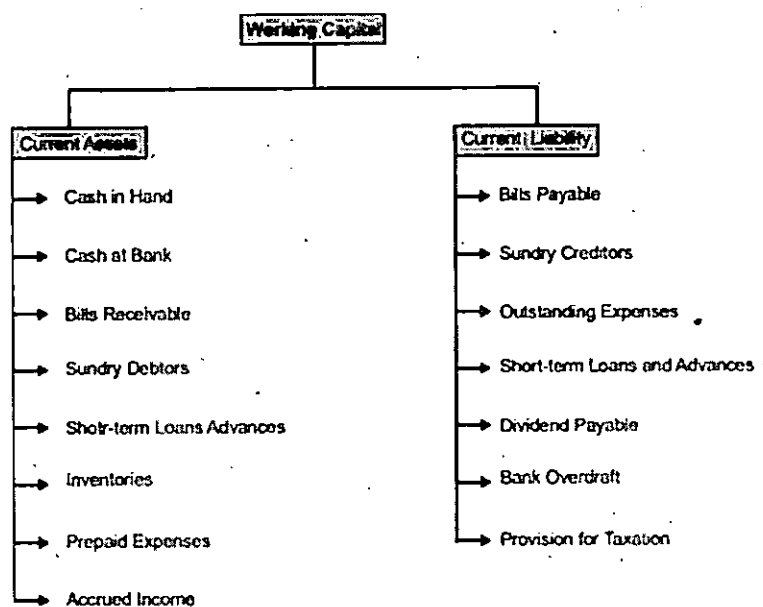 Working Capital
Current Assets
Cash in Hand
Cash at Bank
Bills Receivable
Sundry Debtors
Shotr-term Loans Advances
Inventories
Prepaid Expenses
Accrued Income
Current Liability
Bills Payable
Sundry Creditors
Outstanding Expenses
Short-term Loans and Advances
Dividend Payable
Bank Overdraft
Provision for Taxation